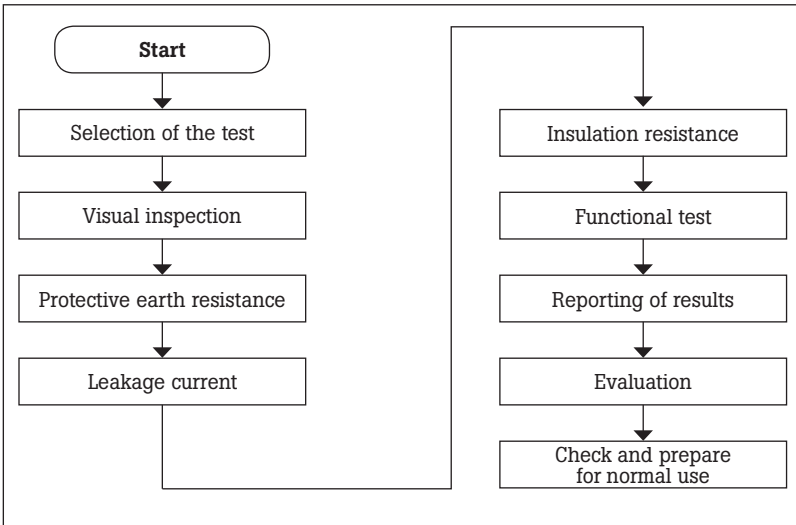 Start
Selection of the test
Visual inspection
Protective earth resistance
Leakage current
Insulation resistance
Functional test
Reporting of results
Evaluation
Check and prepare
for normal use